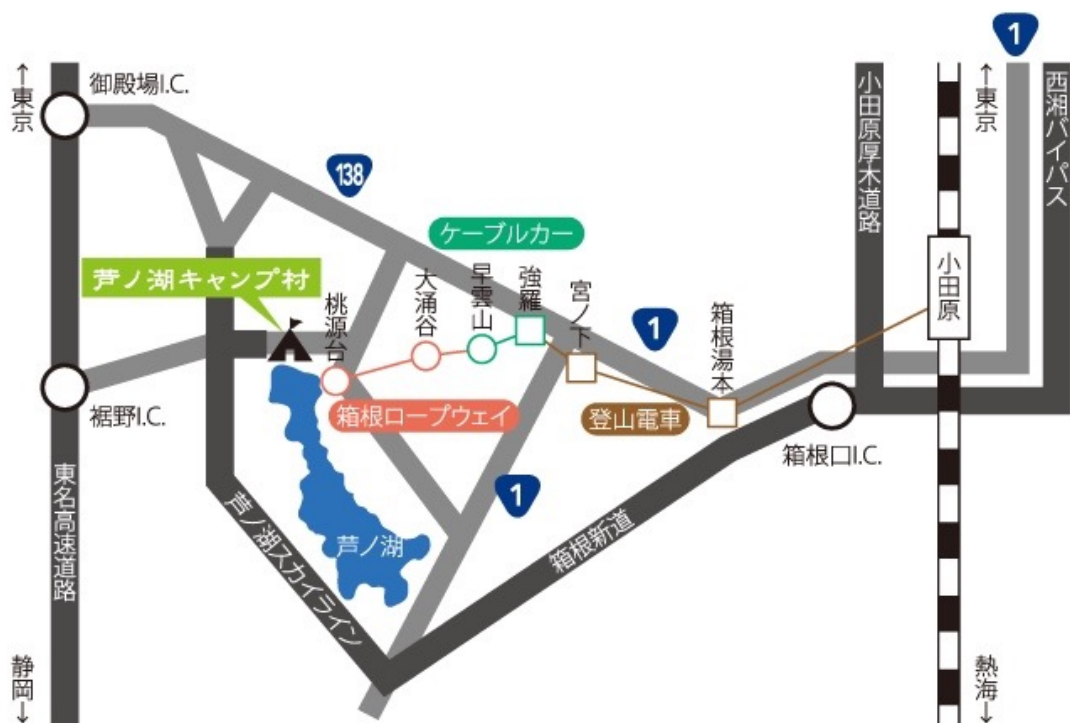 ↑東京
御殿場I.C.
138
ケーブルカー
芦ノ湖キャンプ村
桃源台
大涌谷
早雲山
強羅
宮ノ下
1
箱根湯本
小田原厚木道路
小田原
↑東京
1
西湘バイパス
裾野I.C.
箱根ロープウェイ
登山電車
箱根口I.C.
東名高速道路
芦ノ湖スカイライン
芦ノ湖
1
箱根新道
静岡↓
熱海↓